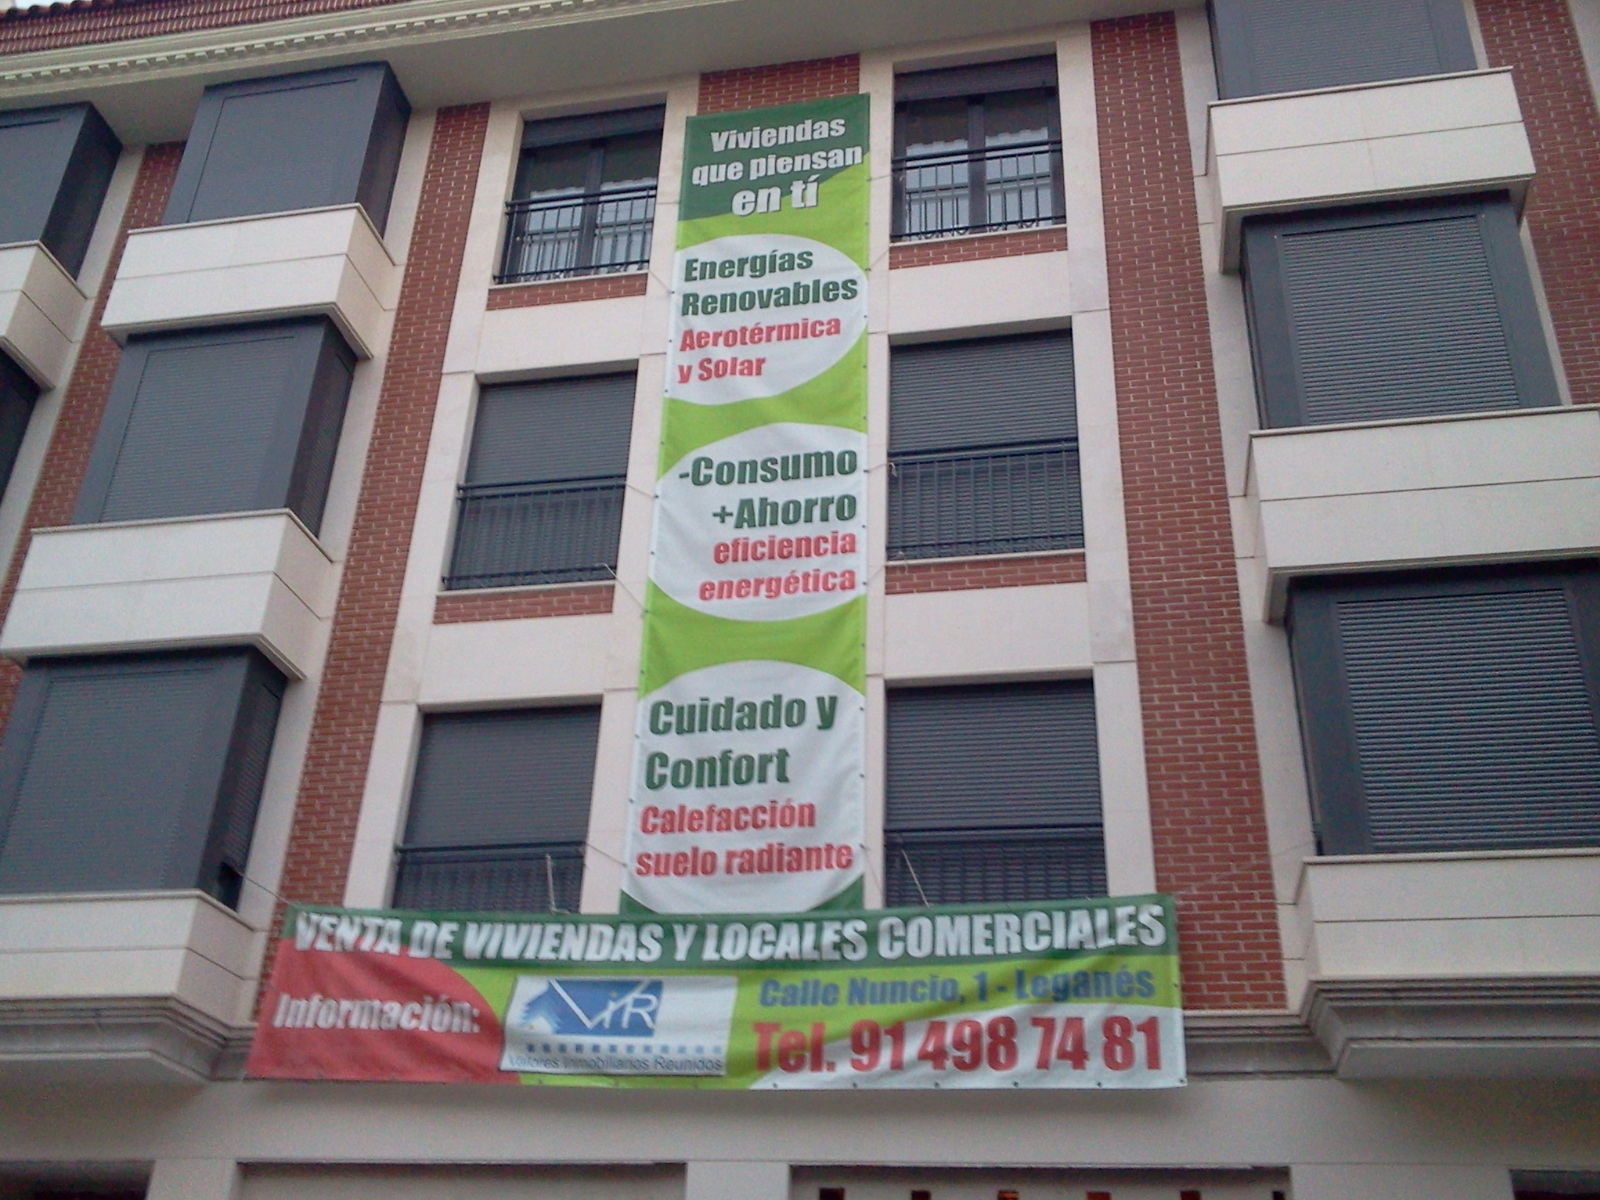 Viviendas
que piensan
en tí
Energías
Renovables
Aerotérmica
y Solar
-Consumo
+Ahorro
eficiencia
energética
Cuidado y
Confort
Calefacción
suelo radiante
VENTA DE VIVIENDAS Y LOCALES COMERCIALES
Información:
ViR
Valores Inmobiliarios Reunidos
Calle Nuncio, 1 - Leganés
Tel. 91 498 74 81